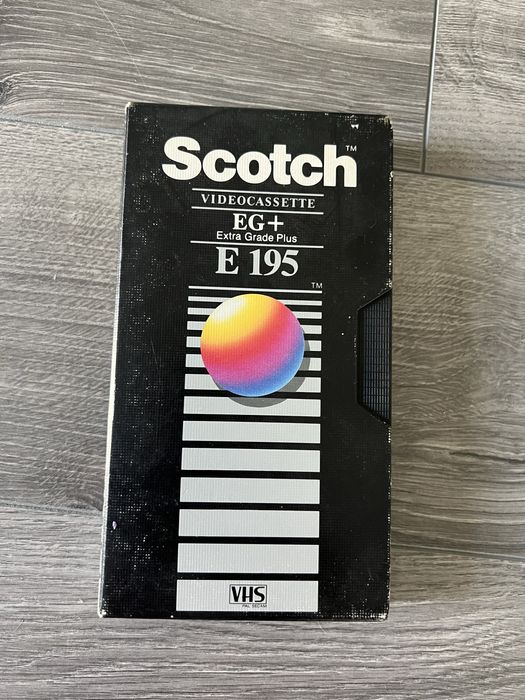 Scotch™
VIDEOCASSETTE
EG+
Extra Grade Plus
E 195
TM
VHS
PAL SECAM